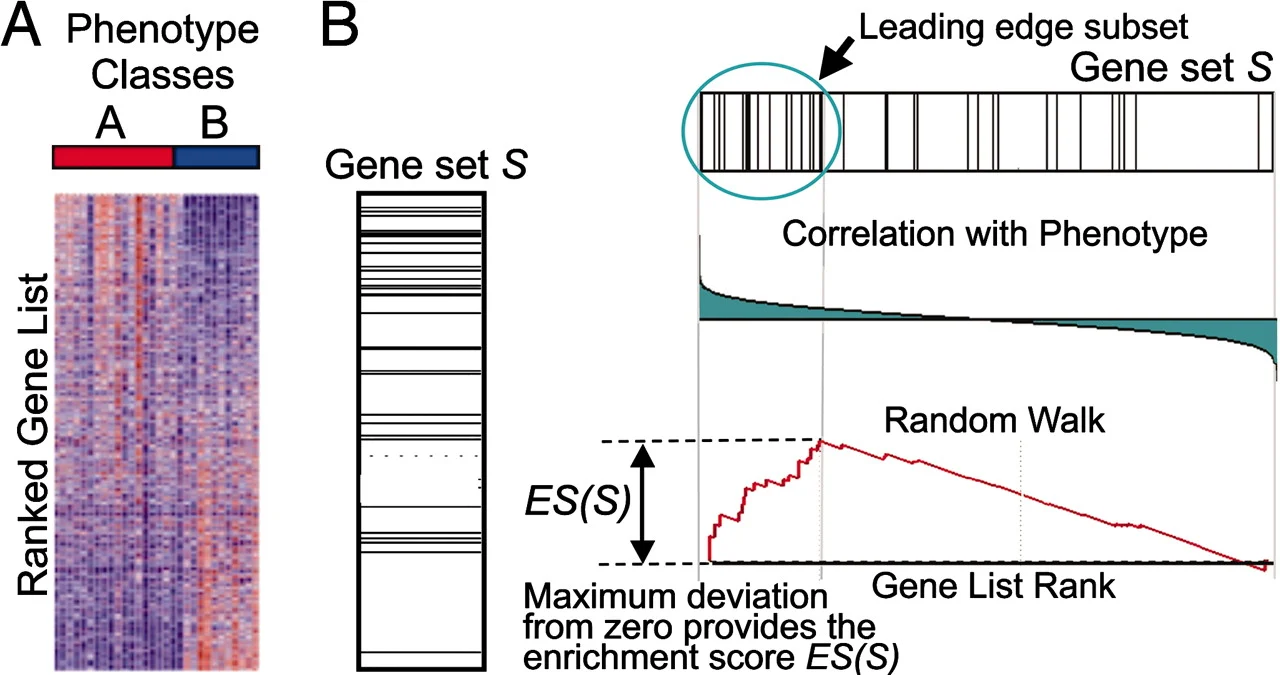 A
Phenotype
Classes
A
B
Ranked Gene List
B
Gene set S
Leading edge subset
Gene set S
Correlation with Phenotype
Random Walk
ES(S)
Gene List Rank
Maximum deviation
from zero provides the
enrichment score ES(S)